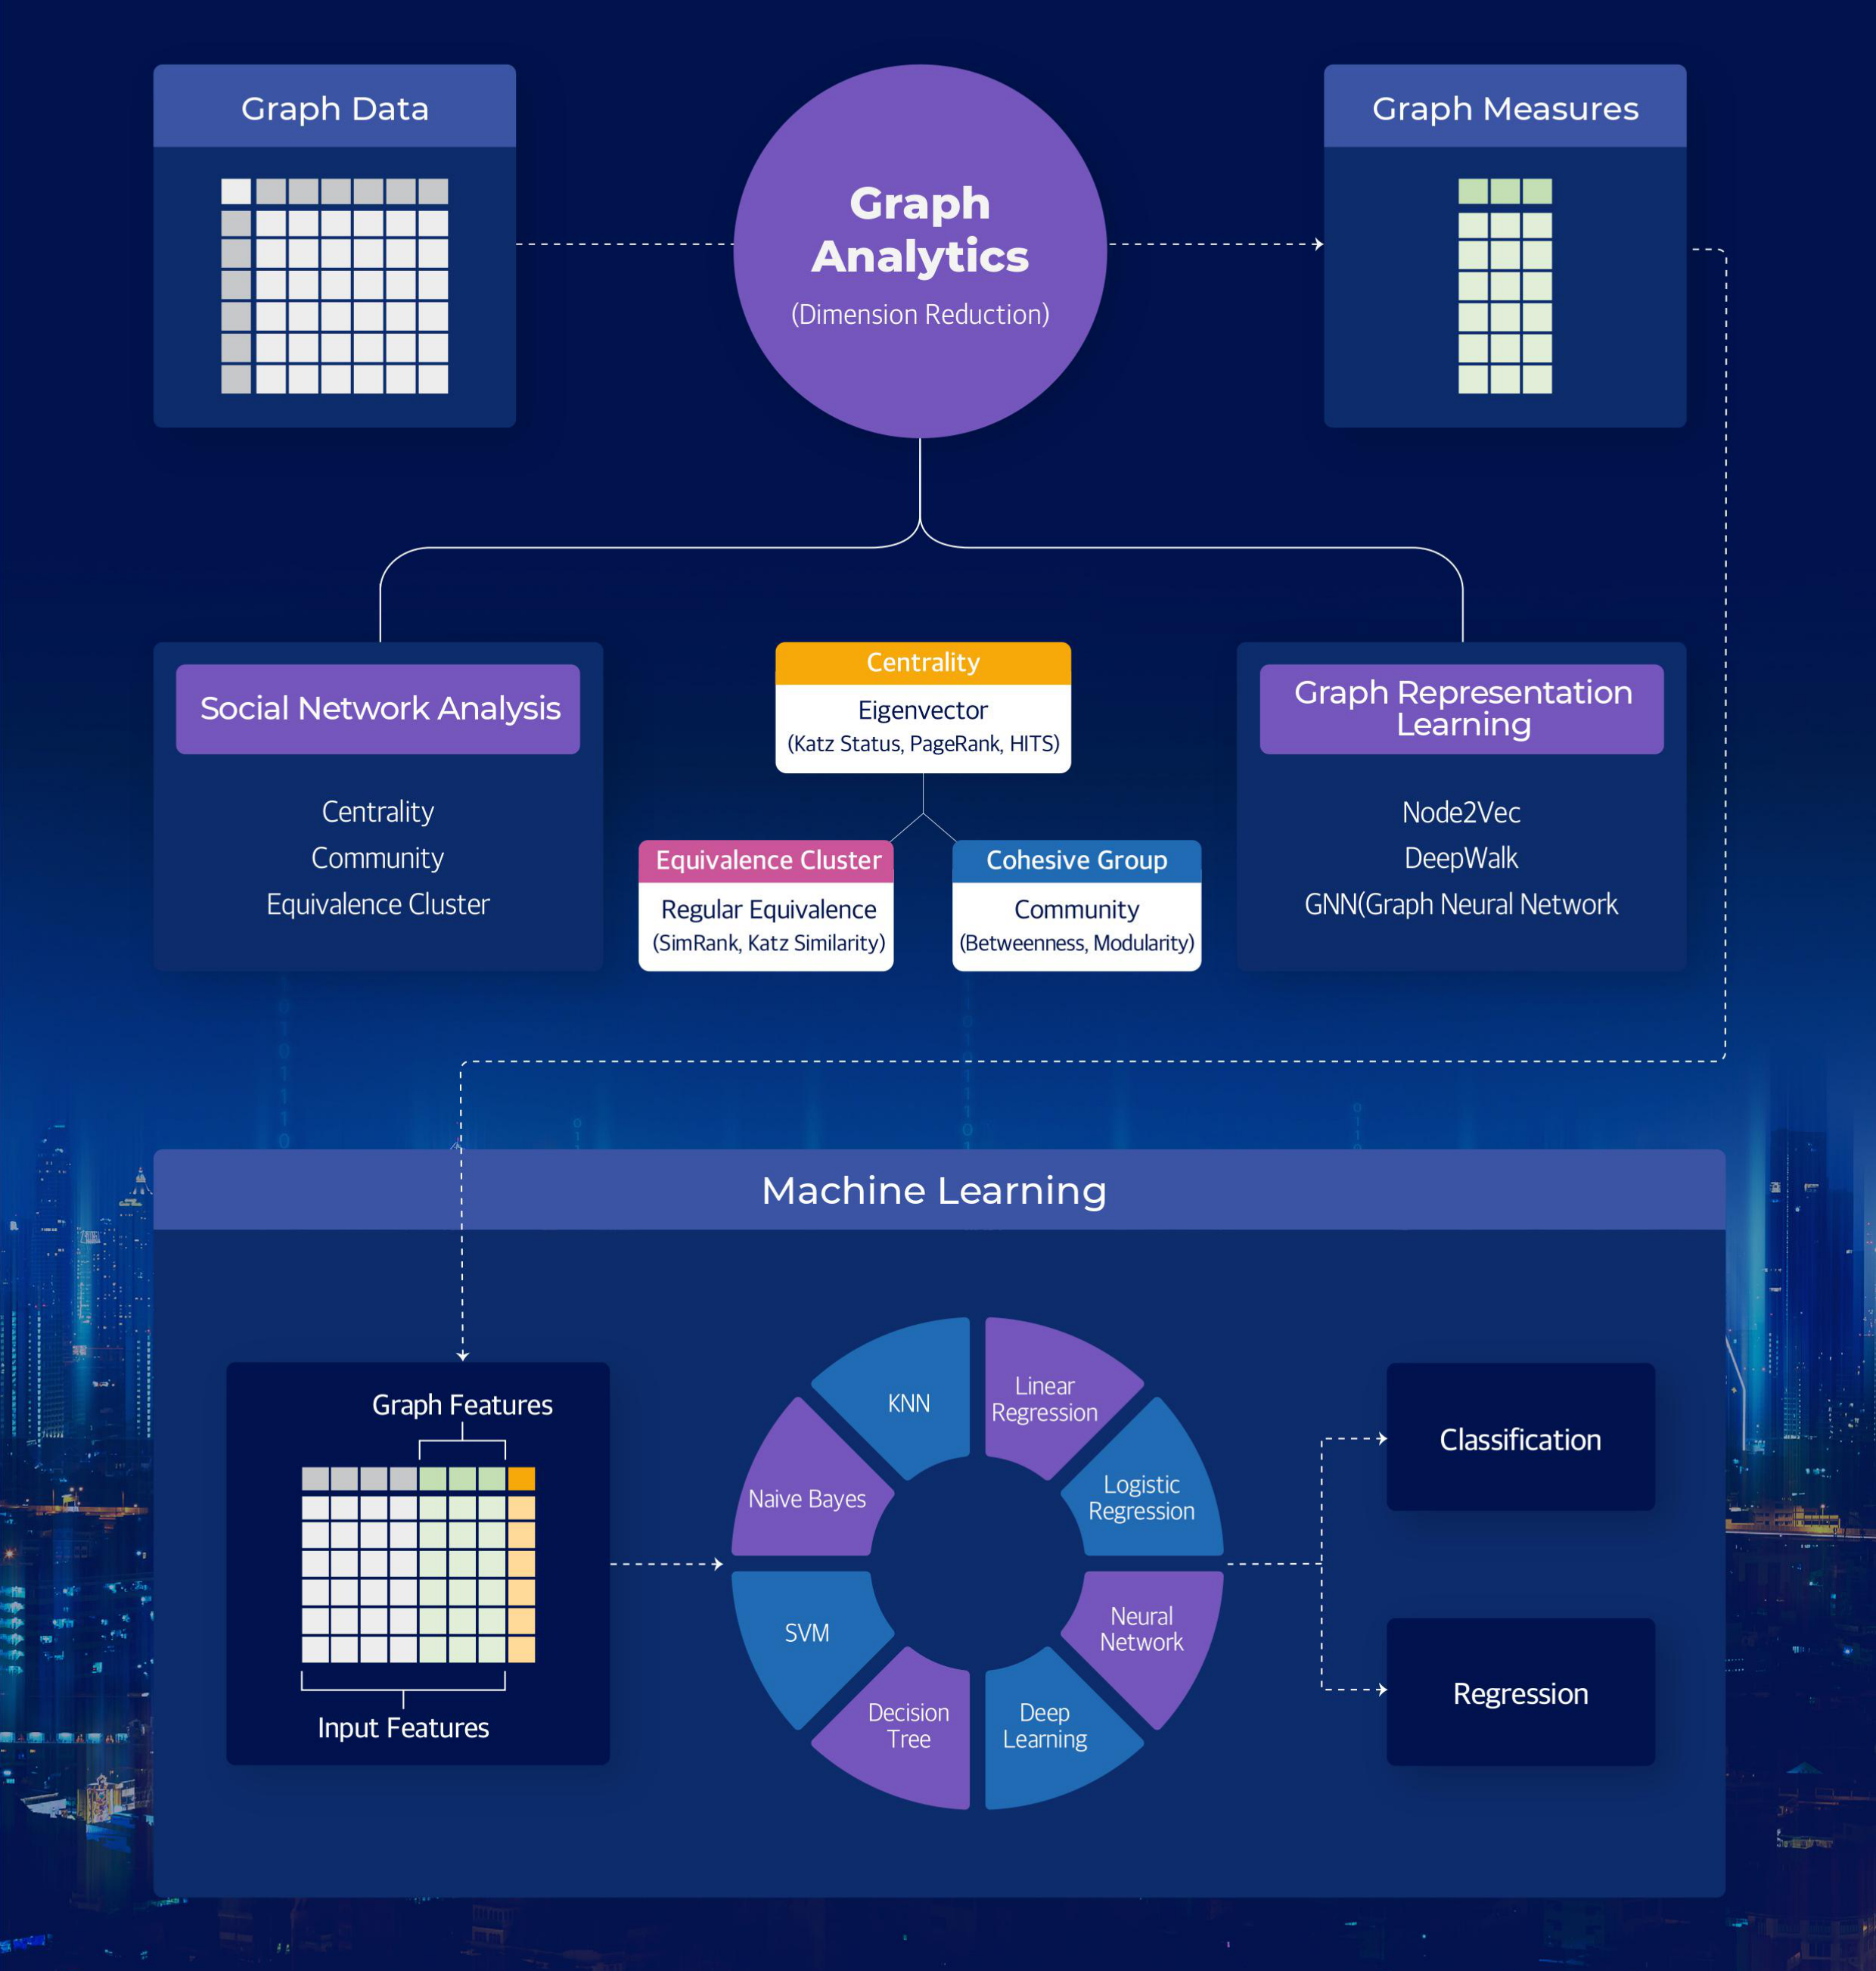 Graph Data
Graph
Analytics
(Dimension Reduction)
Graph Measures
Social Network Analysis
Centrality
Community
Equivalence Cluster
Centrality
Eigenvector
(Katz Status, PageRank, HITS)
Equivalence Cluster
Regular Equivalence
(SimRank, Katz Similarity)
Cohesive Group
Community
(Betweenness, Modularity)
Graph Representation
Learning
Node2Vec
DeepWalk
GNN(Graph Neural Network
Machine Learning
Graph Features
Input Features
KNN
Linear
Regression
Naive Bayes
Logistic
Regression
SVM
Neural
Network
Decision
Tree
Deep
Learning
Classification
Regression